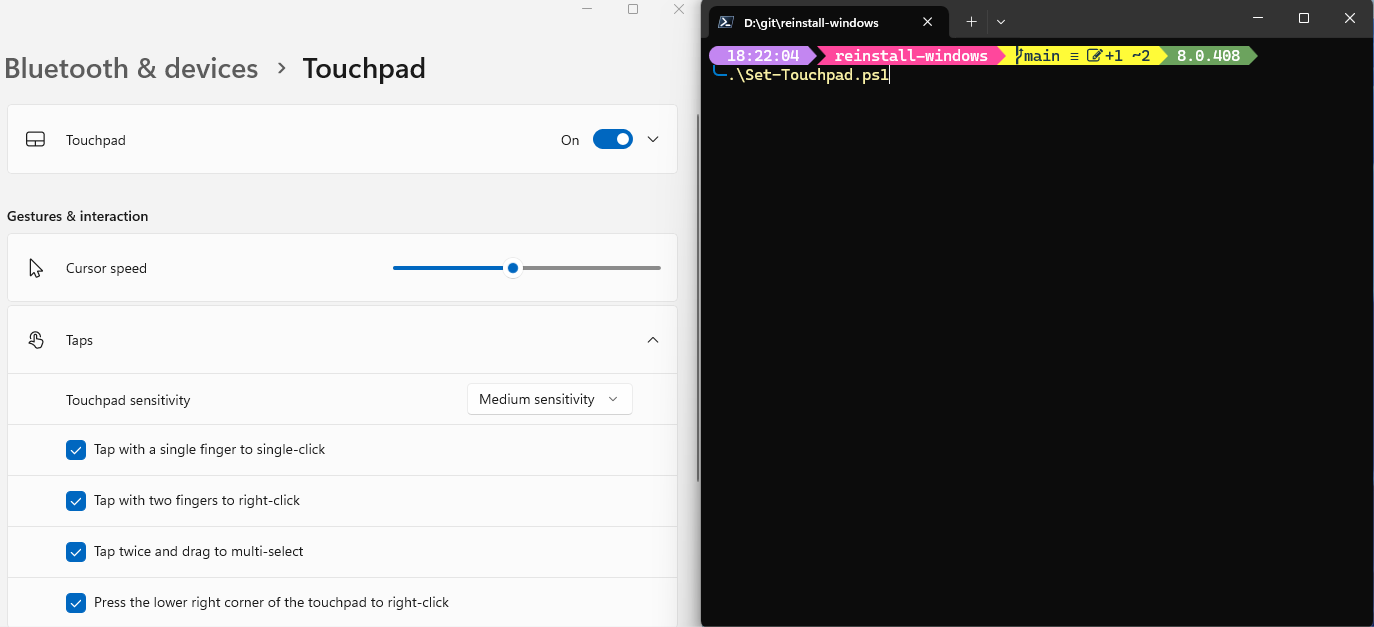 Bluetooth & devices › Touchpad
Touchpad
On
Gestures & interaction
Cursor speed
Taps
Touchpad sensitivity
Medium sensitivity
Tap with a single finger to single-click
Tap with two fingers to right-click
Tap twice and drag to multi-select
Press the lower right corner of the touchpad to right-click
D:\git\reinstall-windows
18:22:04 reinstall-windows main ≡ +1 ~2 8.0.408
.\Set-Touchpad.ps1